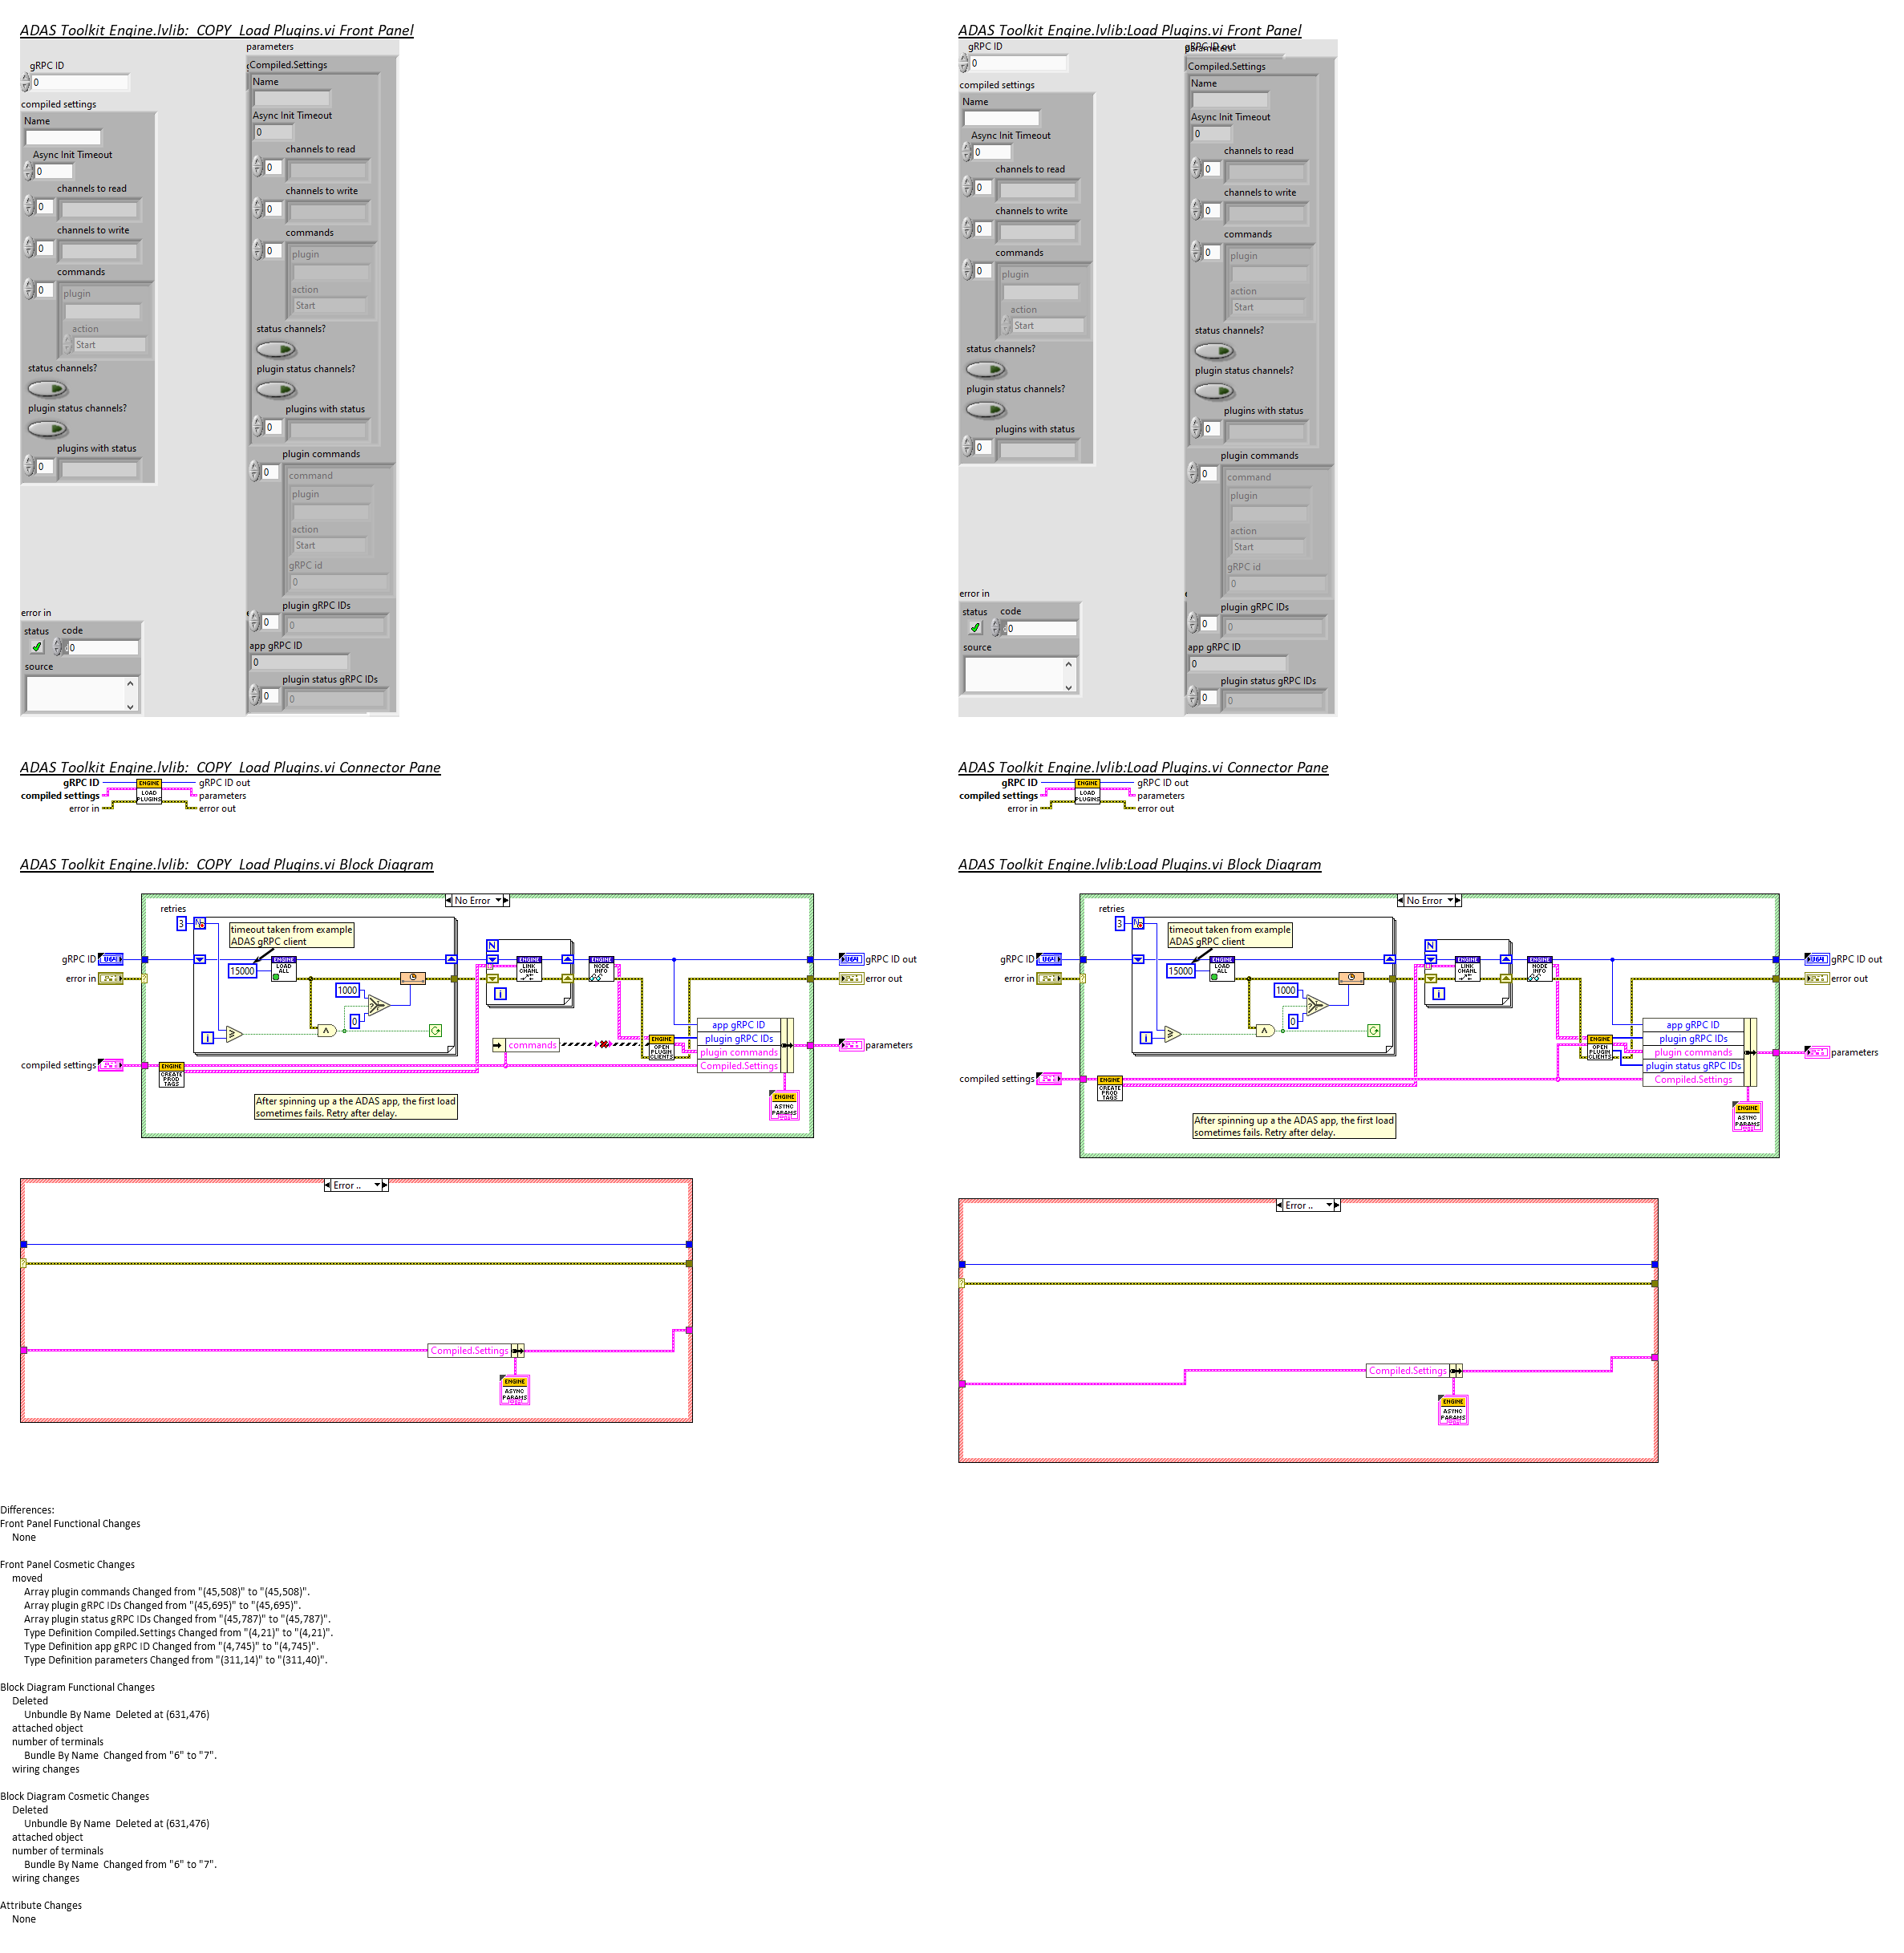 ADAS Toolkit Engine.lvlib:  COPY  Load Plugins.vi Front Panel
parameters
gRPC ID
0
compiled settings
Name
Async Init Timeout
0
channels to read
0
channels to write
0
commands
0
plugin
action
Start
status channels?
plugin status channels?
plugins with status
0
error in
status
code
0
source
Compiled.Settings
Name
Async Init Timeout
0
channels to read
0
channels to write
0
commands
0
plugin
action
Start
status channels?
plugin status channels?
plugins with status
0
plugin commands
0
command
plugin
action
Start
gRPC id
0
plugin gRPC IDs
0
0
app gRPC ID
0
plugin status gRPC IDs
0
0
ADAS Toolkit Engine.lvlib:Load Plugins.vi Front Panel
gRPC ID
0
compiled settings
Name
Async Init Timeout
0
channels to read
0
channels to write
0
commands
0
plugin
action
Start
status channels?
plugin status channels?
plugins with status
0
error in
status
code
0
source
gRPC ID out
parameters
Compiled.Settings
Name
Async Init Timeout
0
channels to read
0
channels to write
0
commands
0
plugin
action
Start
status channels?
plugin status channels?
plugins with status
0
plugin commands
0
command
plugin
action
Start
gRPC id
0
plugin gRPC IDs
0
0
app gRPC ID
0
plugin status gRPC IDs
0
0
ADAS Toolkit Engine.lvlib:  COPY  Load Plugins.vi Connector Pane
gRPC ID
compiled settings
error in
ENGINE
LOAD
PLUGINS
gRPC ID out
parameters
error out
ADAS Toolkit Engine.lvlib:Load Plugins.vi Connector Pane
gRPC ID
compiled settings
error in
ENGINE
LOAD
PLUGINS
gRPC ID out
parameters
error out
ADAS Toolkit Engine.lvlib:  COPY  Load Plugins.vi Block Diagram
No Error
retries
3
N
timeout taken from example
ADAS gRPC client
gRPC ID
error in
15000
ENGINE
LOAD
ALL
1000
0
i
N
ENGINE
LINK
CHANL
i
ENGINE
NODE
INFO
commands
ENGINE
OPEN
PLUGIN
CLIENTS
app gRPC ID
plugin gRPC IDs
plugin commands
Compiled.Settings
gRPC ID out
error out
parameters
compiled settings
ENGINE
CREATE
PROD
TAGS
ENGINE
ASYNC
PARAMS
After spinning up a the ADAS app, the first load
sometimes fails. Retry after delay.
Error ..
Compiled.Settings
ENGINE
ASYNC
PARAMS
ADAS Toolkit Engine.lvlib:Load Plugins.vi Block Diagram
No Error
retries
3
N
timeout taken from example
ADAS gRPC client
gRPC ID
error in
15000
ENGINE
LOAD
ALL
1000
0
i
N
ENGINE
LINK
CHANL
i
ENGINE
NODE
INFO
ENGINE
OPEN
PLUGIN
CLIENTS
app gRPC ID
plugin gRPC IDs
plugin commands
plugin status gRPC IDs
Compiled.Settings
gRPC ID out
error out
parameters
compiled settings
ENGINE
CREATE
PROD
TAGS
ENGINE
ASYNC
PARAMS
After spinning up a the ADAS app, the first load
sometimes fails. Retry after delay.
Error ..
Compiled.Settings
ENGINE
ASYNC
PARAMS
Differences:
Front Panel Functional Changes
None
Front Panel Cosmetic Changes
moved
Array plugin commands Changed from "(45,508)" to "(45,508)".
Array plugin gRPC IDs Changed from "(45,695)" to "(45,695)".
Array plugin status gRPC IDs Changed from "(45,787)" to "(45,787)".
Type Definition Compiled.Settings Changed from "(4,21)" to "(4,21)".
Type Definition app gRPC ID Changed from "(4,745)" to "(4,745)".
Type Definition parameters Changed from "(311,14)" to "(311,40)".
Block Diagram Functional Changes
Deleted
Unbundle By Name  Deleted at (631,476)
attached object
number of terminals
Bundle By Name  Changed from "6" to "7".
wiring changes
Block Diagram Cosmetic Changes
Deleted
Unbundle By Name  Deleted at (631,476)
attached object
number of terminals
Bundle By Name  Changed from "6" to "7".
wiring changes
Attribute Changes
None